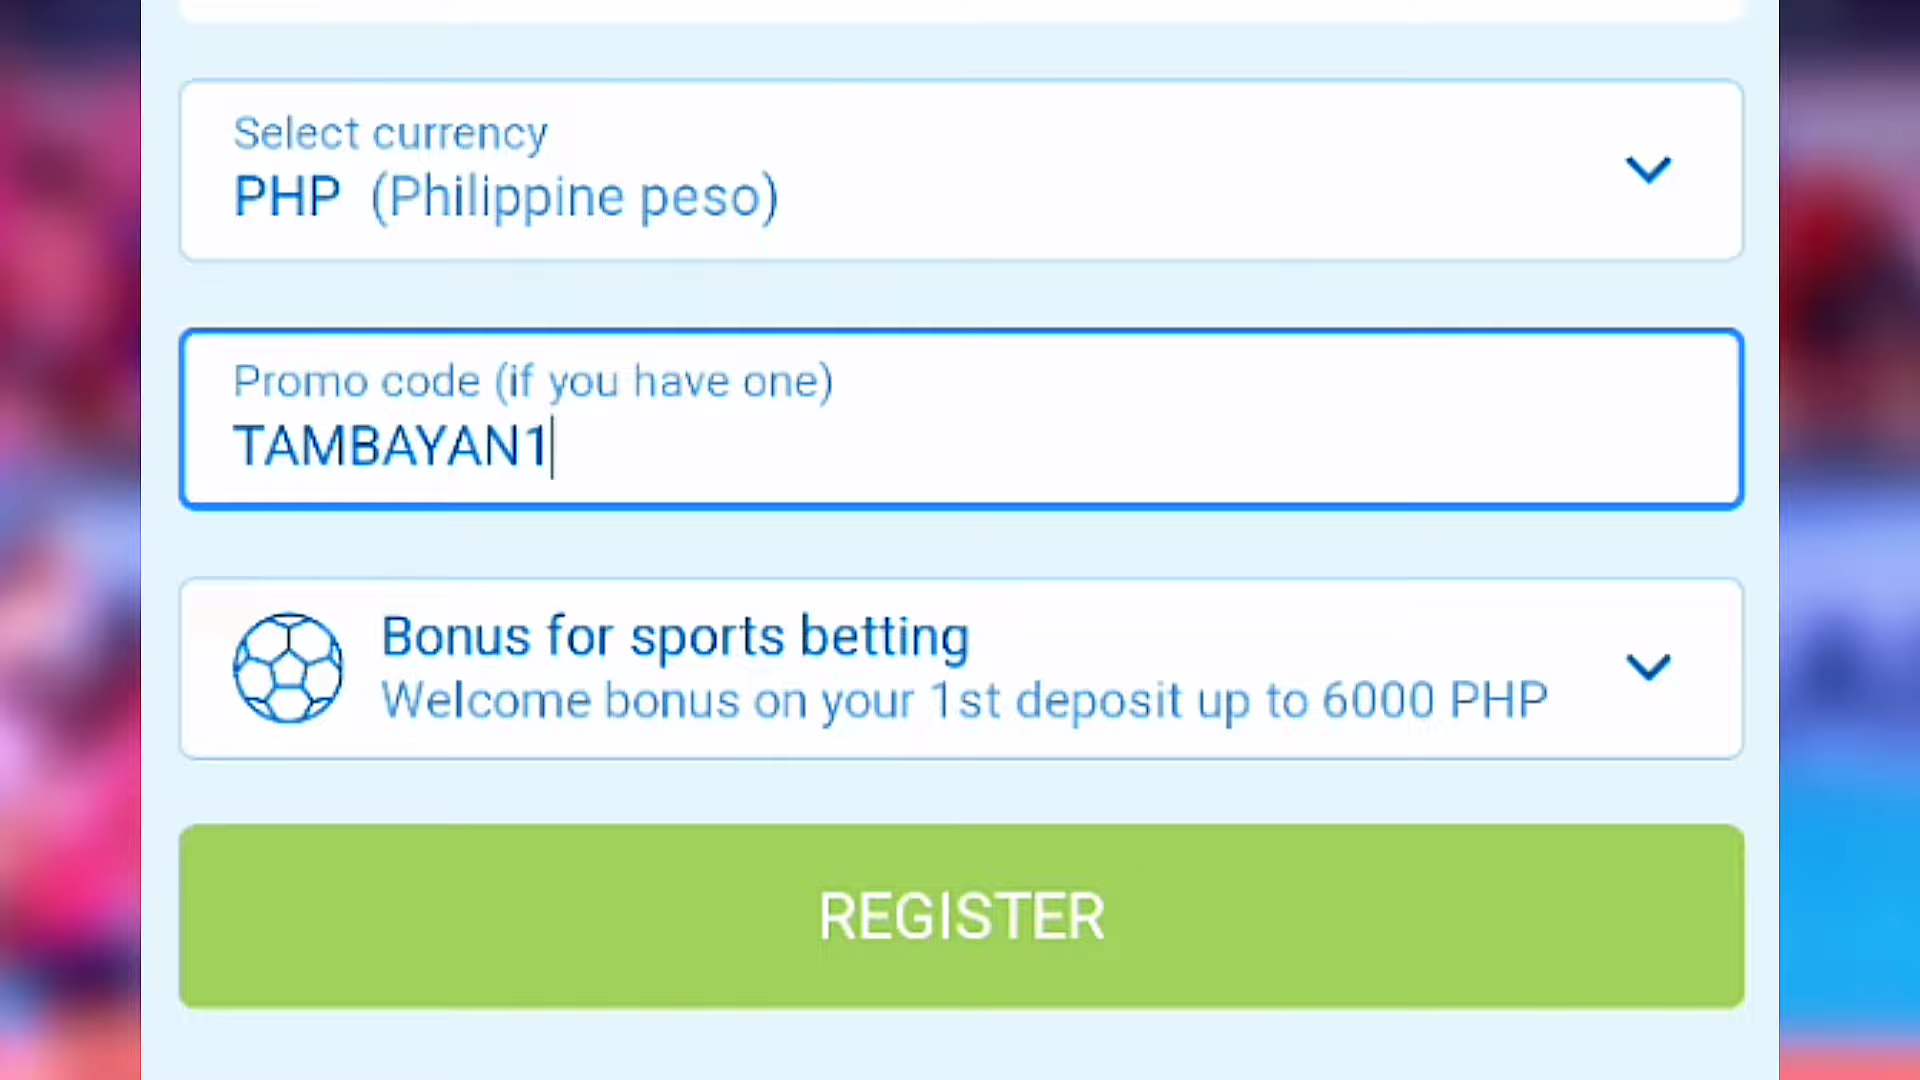 Select currency
PHP (Philippine peso)
Promo code (if you have one)
TAMBAYAN1
Bonus for sports betting
Welcome bonus on your 1st deposit up to 6000 PHP
REGISTER